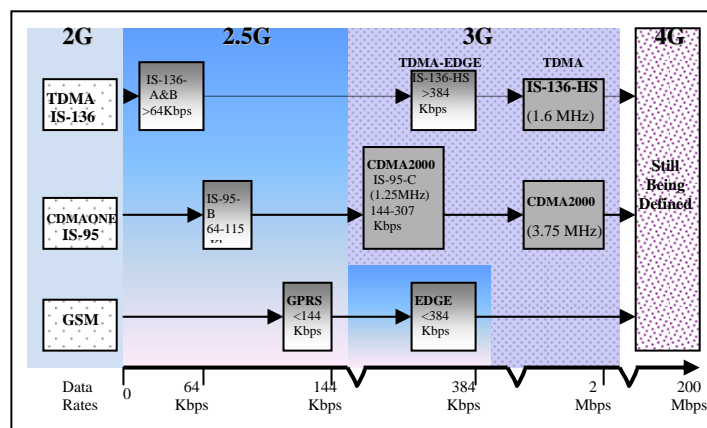 2G
2.5G
3G
4G
TDMA
IS-136
IS-136-
A&B
>64Kbps
TDMA-EDGE
IS-136-HS
>384
Kbps
TDMA
IS-136-HS
(1.6 MHz)
Still
Being
Defined
CDMAONE
IS-95
IS-95-
B
64-115
CDMA2000
IS-95-C
(1.25MHz)
144-307
Kbps
CDMA2000
(3.75 MHz)
GSM
GPRS
<144
Kbps
EDGE
<384
Kbps
Data
Rates
0
64
Kbps
144
Kbps
384
Kbps
2
Mbps
200
Mbps